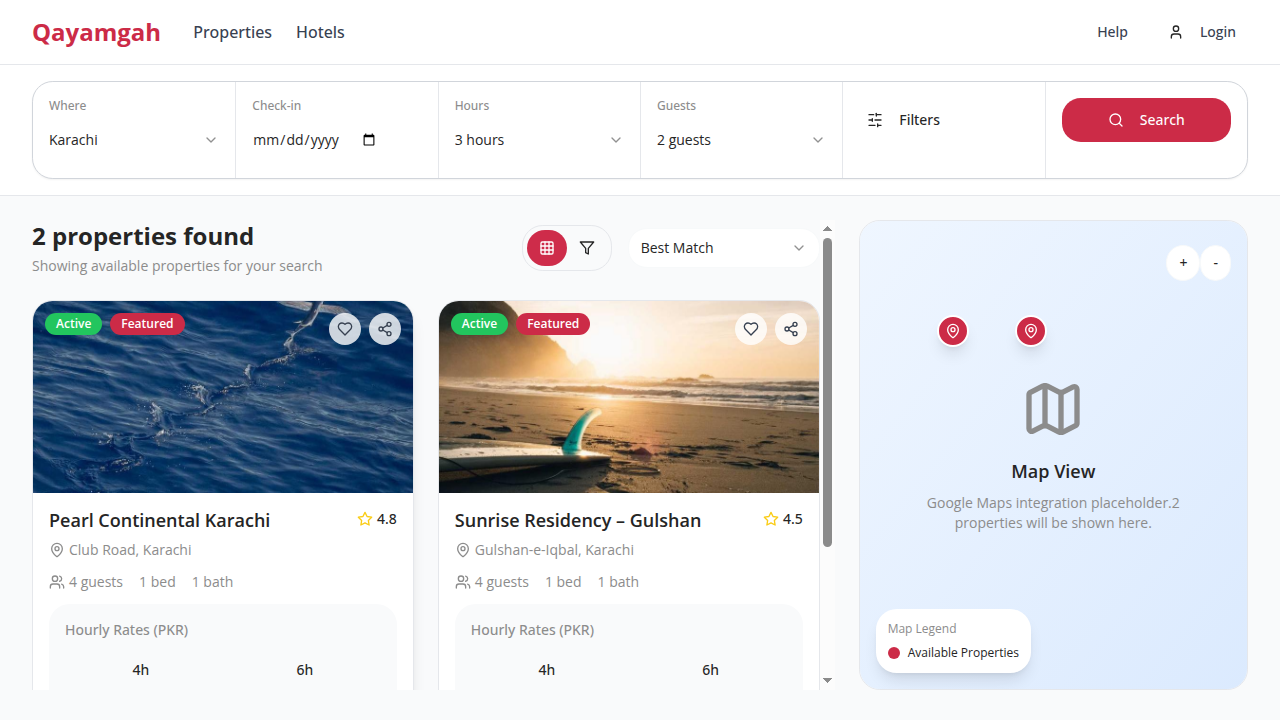 Qayamgah
Properties
Hotels
Help
Login
Where
Karachi
Check-in
mm/dd/yyyy
Hours
3 hours
Guests
2 guests
Filters
Search
2 properties found
Showing available properties for your search
Best Match
Active
Featured
Pearl Continental Karachi
4.8
Club Road, Karachi
4 guests
1 bed
1 bath
Hourly Rates (PKR)
4h
6h
Active
Featured
Sunrise Residency – Gulshan
4.5
Gulshan-e-Iqbal, Karachi
4 guests
1 bed
1 bath
Hourly Rates (PKR)
4h
6h
+
-
Map View
Google Maps integration placeholder.2
properties will be shown here.
Map Legend
Available Properties